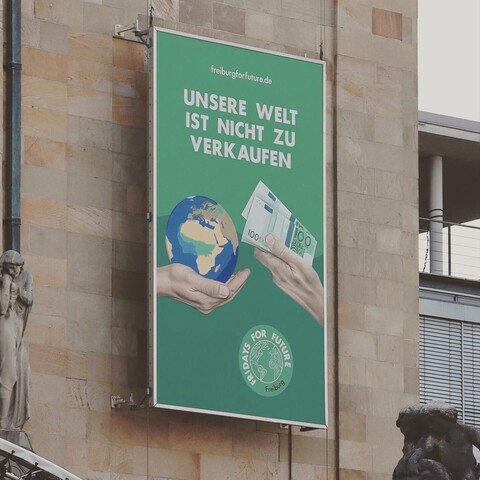 freiburgforfuture.de
UNSERE WELT
IST NICHT ZU
VERKAUFEN
100
100
FRIDAYS FOR FUTURE
freiburg